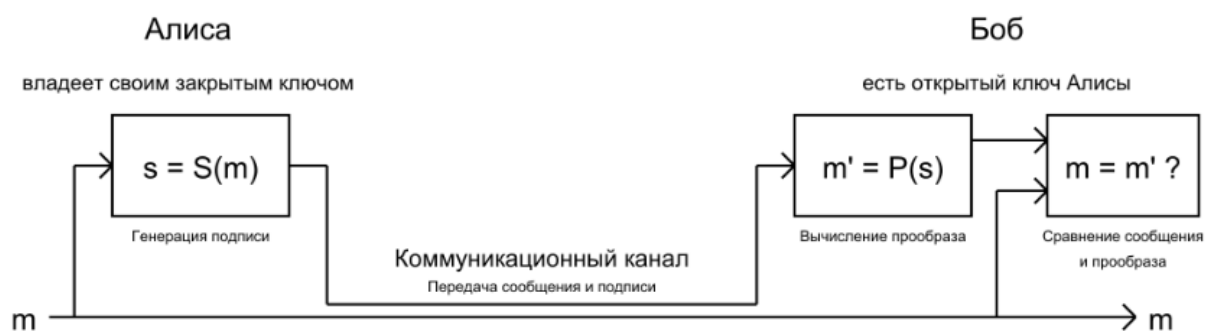 Алиса
Боб
владеет своим закрытым ключом
есть открытый ключ Алисы
s = S(m)
m' = P(s)
m = m' ?
Генерация подписи
Вычисление прообраза
Сравнение сообщения
и прообраза
Коммуникационный канал
Передача сообщения и подписи
m
m